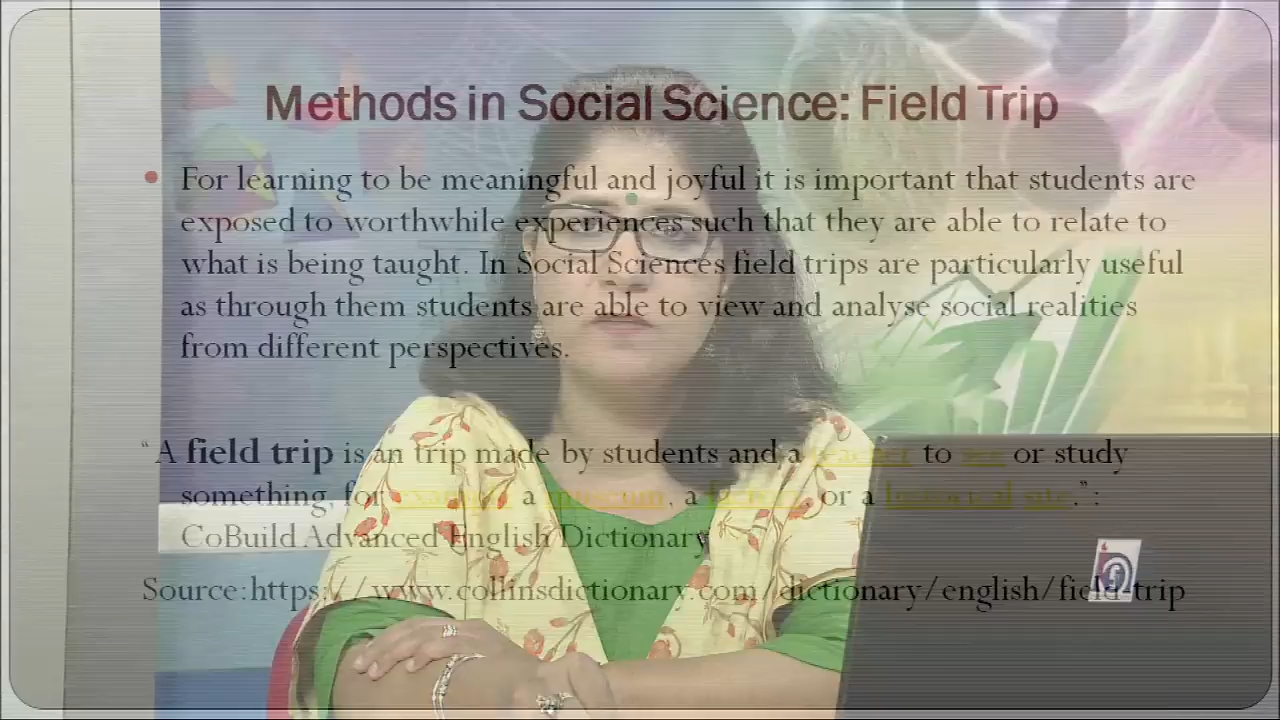 Methods in Social Science: Field Trip
• For learning to be meaningful and joyful it is important that students are
exposed to worthwhile experiences such that they are able to relate to
what is being taught. In Social Sciences field trips are particularly useful
as through them students are able to view and analyse social realities
from different perspectives.
“A field trip is an trip made by students and a teacher to see or study
something, for example a museum, a factory, or a historical site.”:
CoBuild Advanced English Dictionary
Source:https://www.collinsdictionary.com/dictionary/english/field-trip